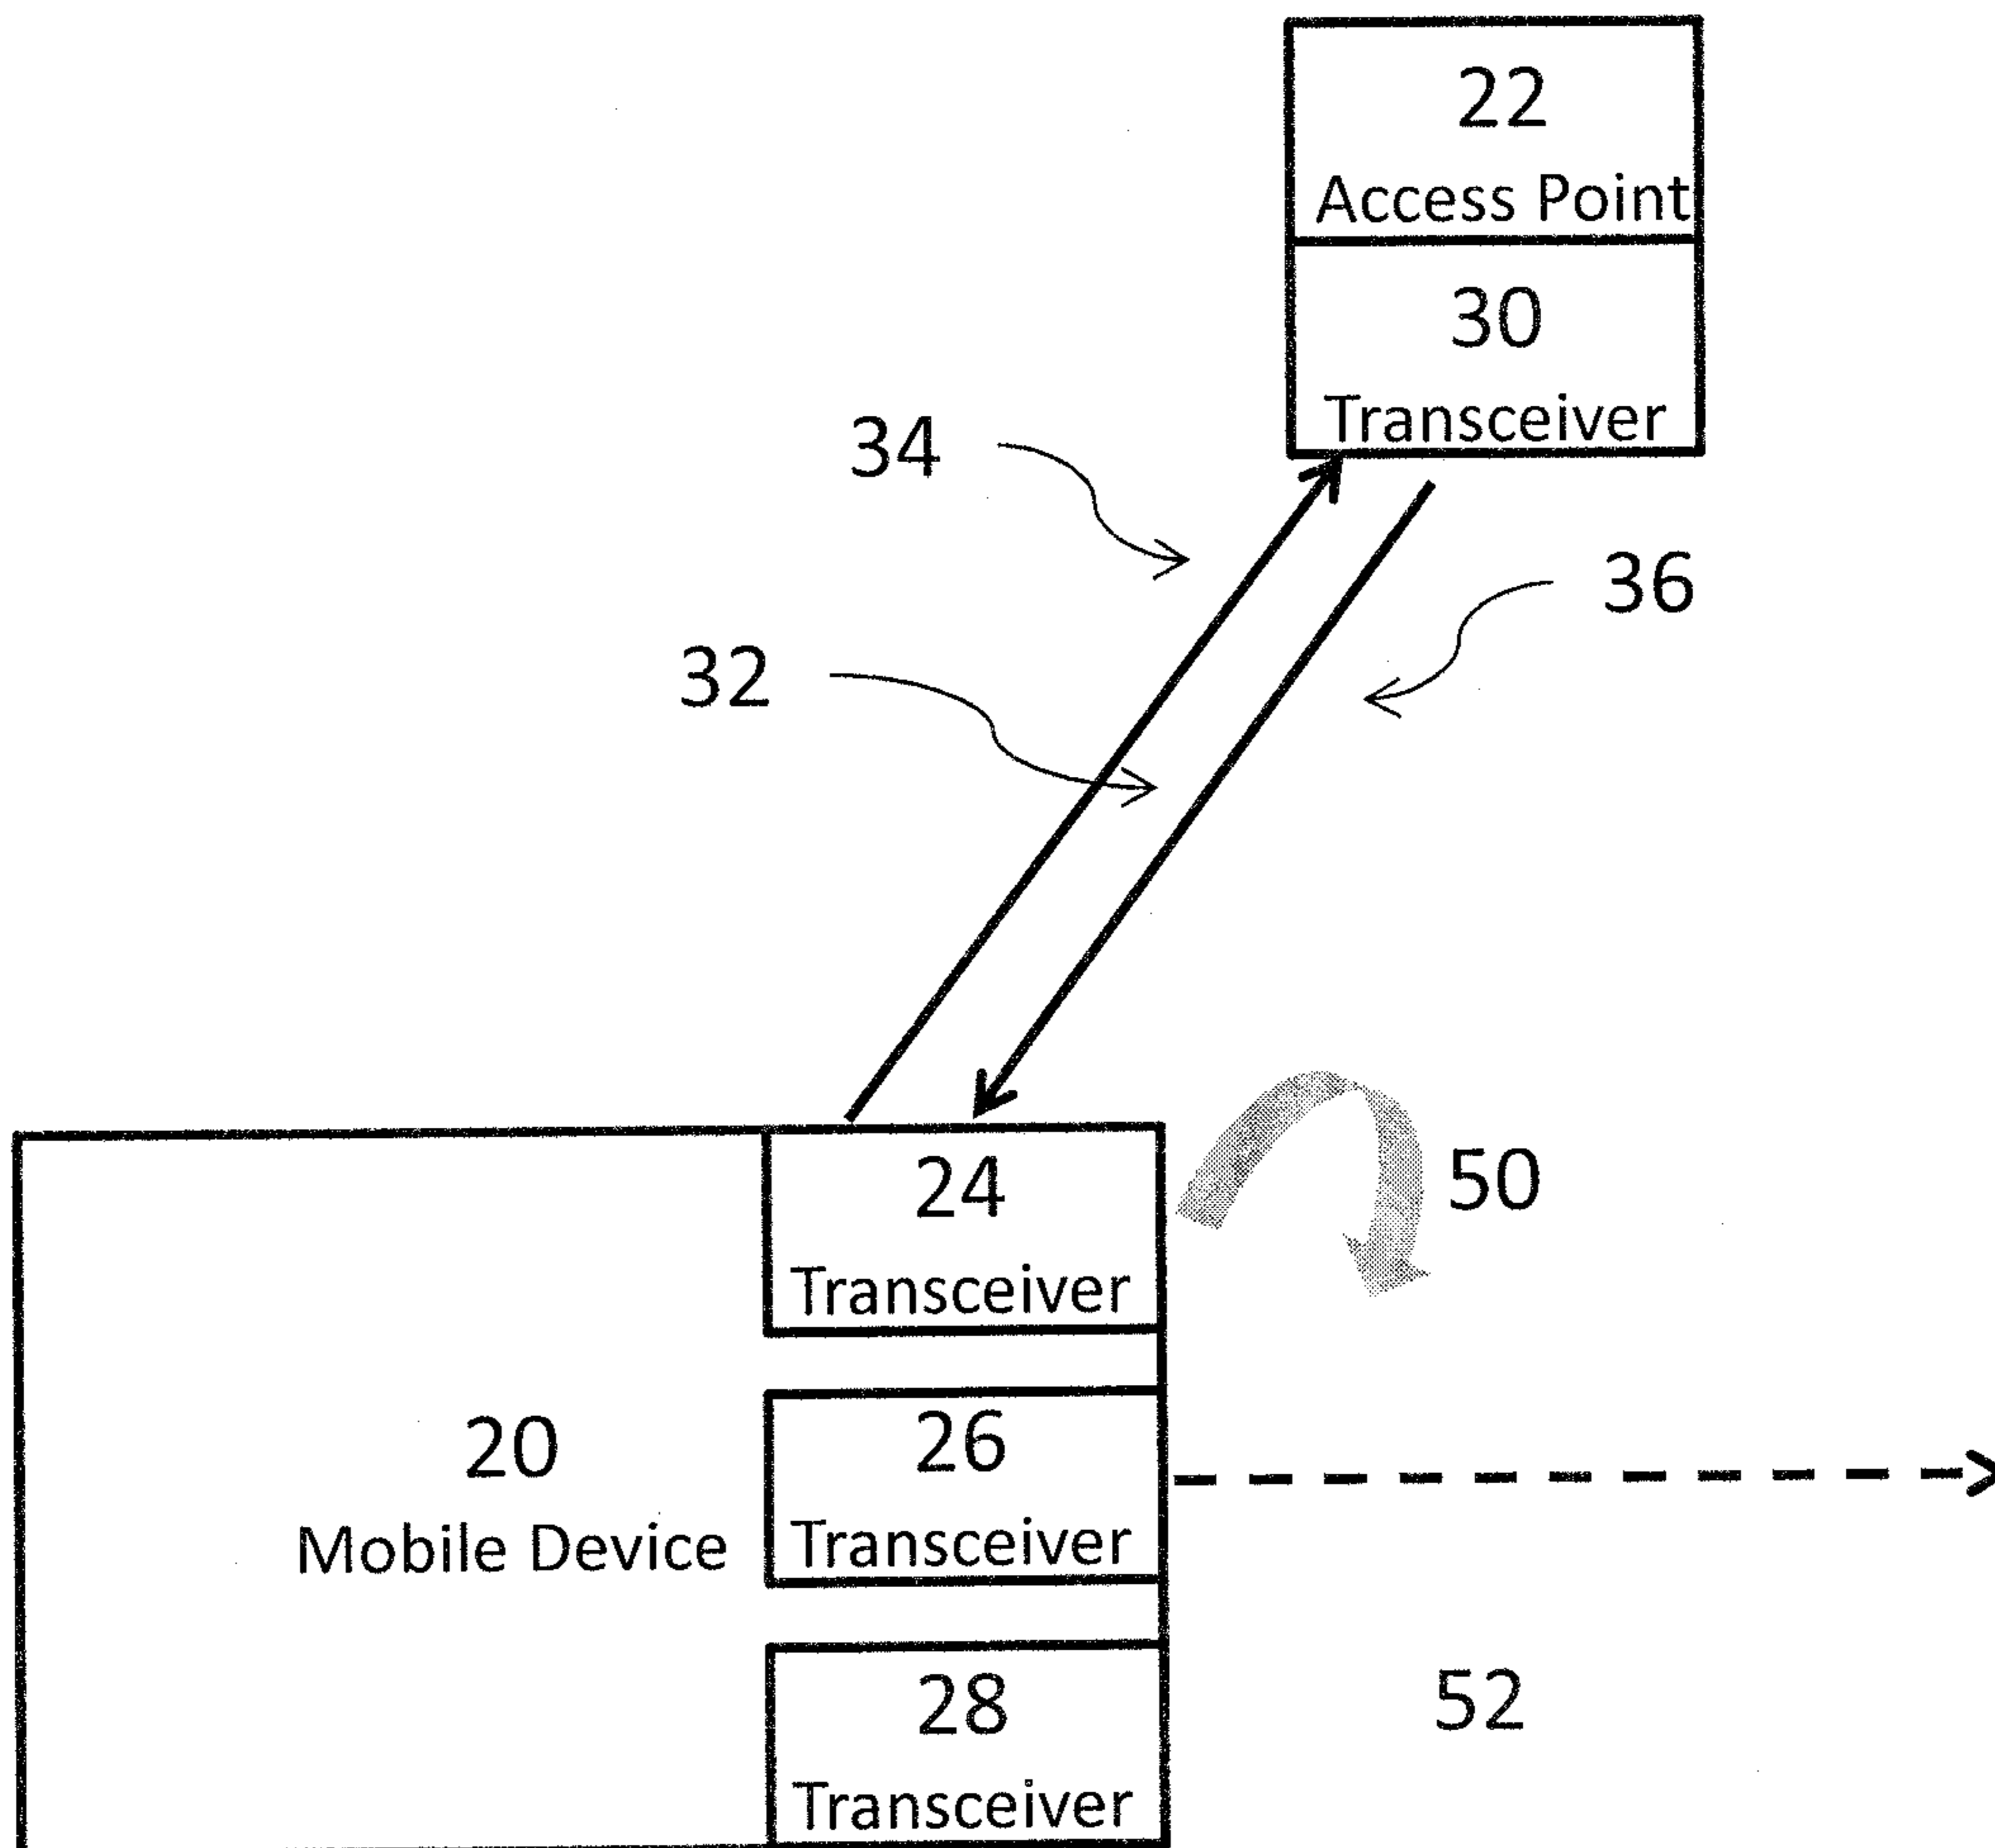 22
Access Point
30
Transceiver
34
36
32
24
Transceiver
50
20
Mobile Device
26
Transceiver
28
Transceiver
52